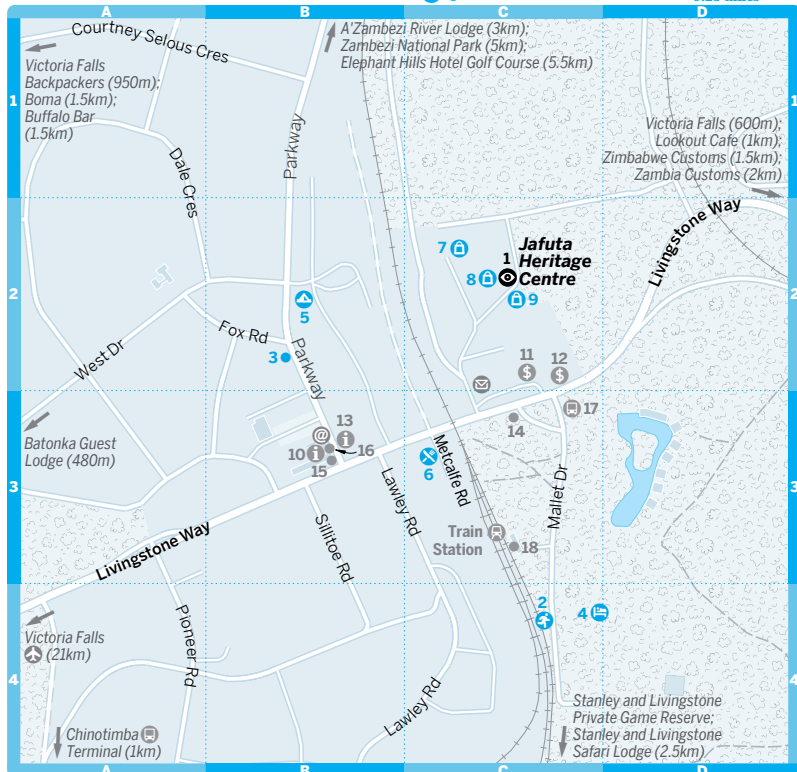 A
B
C
D
Courtney Selous Cres
A'Zambezi River Lodge (3km);
Zambezi National Park (5km);
Elephant Hills Hotel Golf Course (5.5km)
Victoria Falls
Backpackers (950m);
Boma (1.5km);
Buffalo Bar
(1.5km)
1
1
Parkway
Dale Cres
Victoria Falls (600m);
Lookout Cafe (1km);
Zimbabwe Customs (1.5km);
Zambia Customs (2km)
Livingstone Way
7
1
Jafuta
Heritage
Centre
8
9
2
2
5
Fox Rd
West Dr
3
Parkway
11
12
$
$
17
14
Batonka Guest
Lodge (480m)
@
13
i
10
i
16
15
6
Metcalfe Rd
Mallet Dr
3
3
Lawley Rd
Sillitoe Rd
Livingstone Way
Train
Station
18
2
4
Pioneer Rd
Victoria Falls
(21km)
4
4
Lawley Rd
Chinotimba
Terminal (1km)
Stanley and Livingstone
Private Game Reserve;
Stanley and Livingstone
Safari Lodge (2.5km)
A
B
C
D